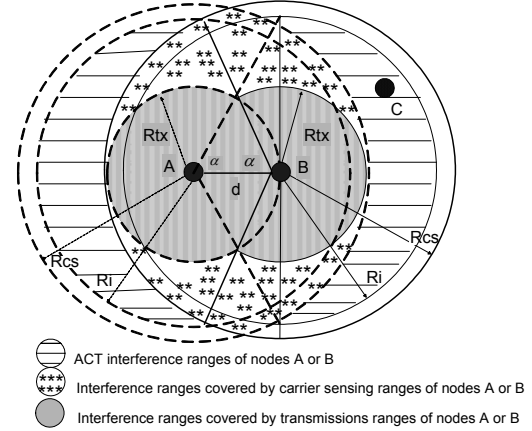 C
Rtx
Rtx
A
α
α
B
d
Rcs
Rcs
Ri
Ri
ACT interference ranges of nodes A or B
Interference ranges covered by carrier sensing ranges of nodes A or B
Interference ranges covered by transmissions ranges of nodes A or B